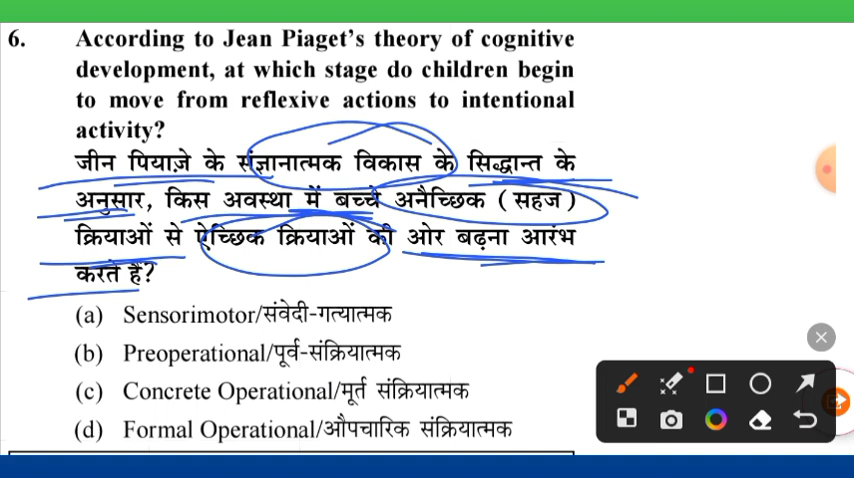 6. According to Jean Piaget's theory of cognitive
development, at which stage do children begin
to move from reflexive actions to intentional
activity?
जीन पियाज़े के संज्ञानात्मक विकास के सिद्धान्त के
अनुसार, किस अवस्था में बच्चे अनैच्छिक (सहज)
क्रियाओं से ऐच्छिक क्रियाओं की ओर बढ़ना आरंभ
करते हैं?
(a) Sensorimotor/संवेदी-गत्यात्मक
(b) Preoperational/पूर्व-संक्रियात्मक
(c) Concrete Operational/मूर्त संक्रियात्मक
(d) Formal Operational/औपचारिक संक्रियात्मक